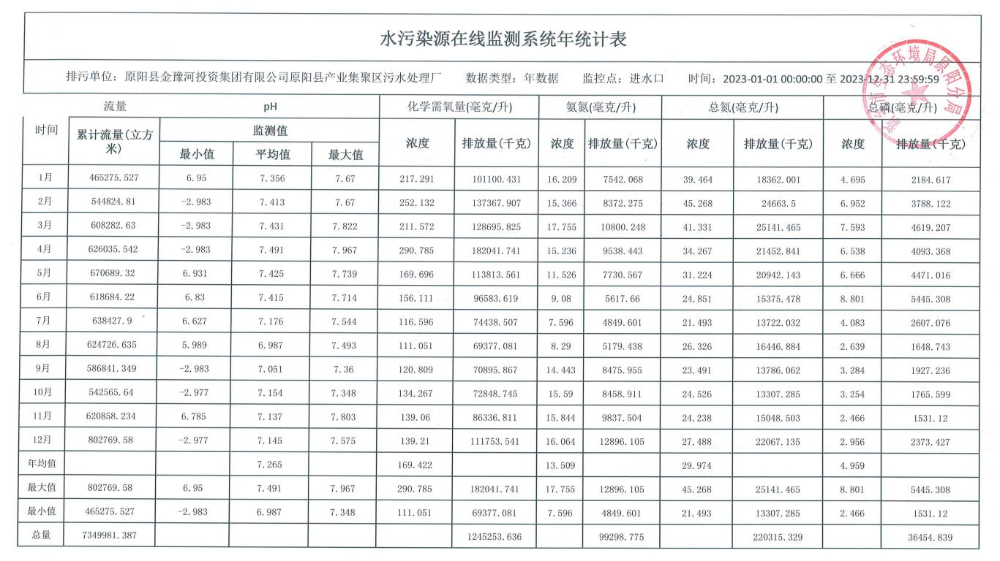 水污染源在线监测系统年统计表
排污单位：原阳县金豫河投资集团有限公司原阳县产业集聚区污水处理厂 数据类型：年数据 监控点：进水口 时间：2023-01-01 00:00:00 至 2023-12-31 23:59:59
环境局原阳分局
时间 流量 pH 化学需氧量(毫克/升) 氨氮(毫克/升) 总氮(毫克/升) 总磷(毫克/升)
累计流量(立方米) 监测值 浓度 排放量(千克) 浓度 排放量(千克) 浓度 排放量(千克) 浓度 排放量(千克)
最小值 平均值 最大值
1月 465275.527 6.95 7.356 7.67 217.291 101100.431 16.209 7542.068 39.464 18362.001 4.695 2184.617
2月 544824.81 -2.983 7.413 7.67 252.132 137367.907 15.366 8372.275 45.268 24663.5 6.952 3788.122
3月 608282.63 -2.983 7.431 7.822 211.572 128695.825 17.755 10800.248 41.331 25141.465 7.593 4619.207
4月 626035.542 -2.983 7.491 7.967 290.785 182041.741 15.236 9538.443 34.267 21452.841 6.538 4093.368
5月 670689.32 6.931 7.425 7.739 169.696 113813.561 11.526 7730.567 31.224 20942.143 6.666 4471.016
6月 618684.22 6.83 7.415 7.714 156.111 96583.619 9.08 5617.66 24.851 15375.478 8.801 5445.308
7月 638427.9 6.627 7.176 7.544 116.596 74438.507 7.596 4849.601 21.493 13722.032 4.083 2607.076
8月 624726.635 5.989 6.987 7.493 111.051 69377.081 8.29 5179.438 26.326 16446.884 2.639 1648.743
9月 586841.349 -2.983 7.051 7.36 120.809 70895.867 14.443 8475.955 23.491 13786.062 3.284 1927.236
10月 542565.64 -2.977 7.154 7.348 134.267 72848.745 15.59 8458.911 24.526 13307.285 3.254 1765.599
11月 620858.234 6.785 7.137 7.803 139.06 86336.811 15.844 9837.504 24.238 15048.503 2.466 1531.12
12月 802769.58 -2.977 7.145 7.575 139.21 111753.541 16.064 12896.105 27.488 22067.135 2.956 2373.427
年均值 7.265 169.422 13.509 29.974 4.959
最大值 802769.58 6.95 7.491 7.967 290.785 182041.741 17.755 12896.105 45.268 25141.465 8.801 5445.308
最小值 465275.527 -2.983 6.987 7.348 111.051 69377.081 7.596 4849.601 21.493 13307.285 2.466 1531.12
总量 7349981.387 1245253.636 99298.775 220315.329 36454.839